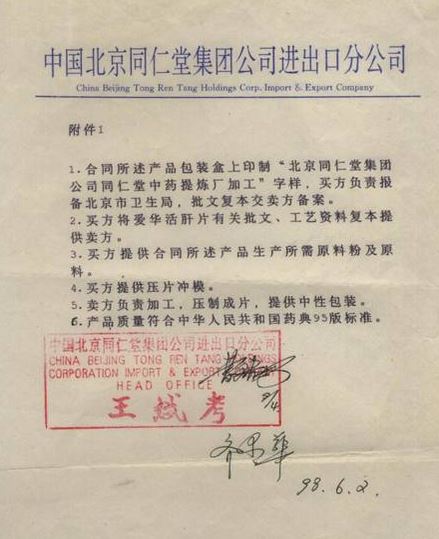 中国北京同仁堂集团公司进出口分公司
China Beijing Tong Ren Tang Holdings Corp. Import & Export Company
附件1
1.合同所述产品包装盒上印制“北京同仁堂集团
公司同仁堂中药提炼厂加工”字样，买方负责报
备北京市卫生局，批文复本交卖方备案。
2.买方将爱华活肝片有关批文、工艺资料复本提
供卖方。
3.买方提供合同所述产品生产所需原料粉及原
料。
4.买方提供压片冲模。
5.卖方负责加工，压制成片，提供中性包装。
6.产品质量符合中华人民共和国药典95版标准。
中国北京同仁堂集团公司进出口分公司
CHINA BEIJING TONG REN TANG HOLDINGS
CORPORATION IMPORT & EXPORT
HEAD OFFICE
98.6.2.